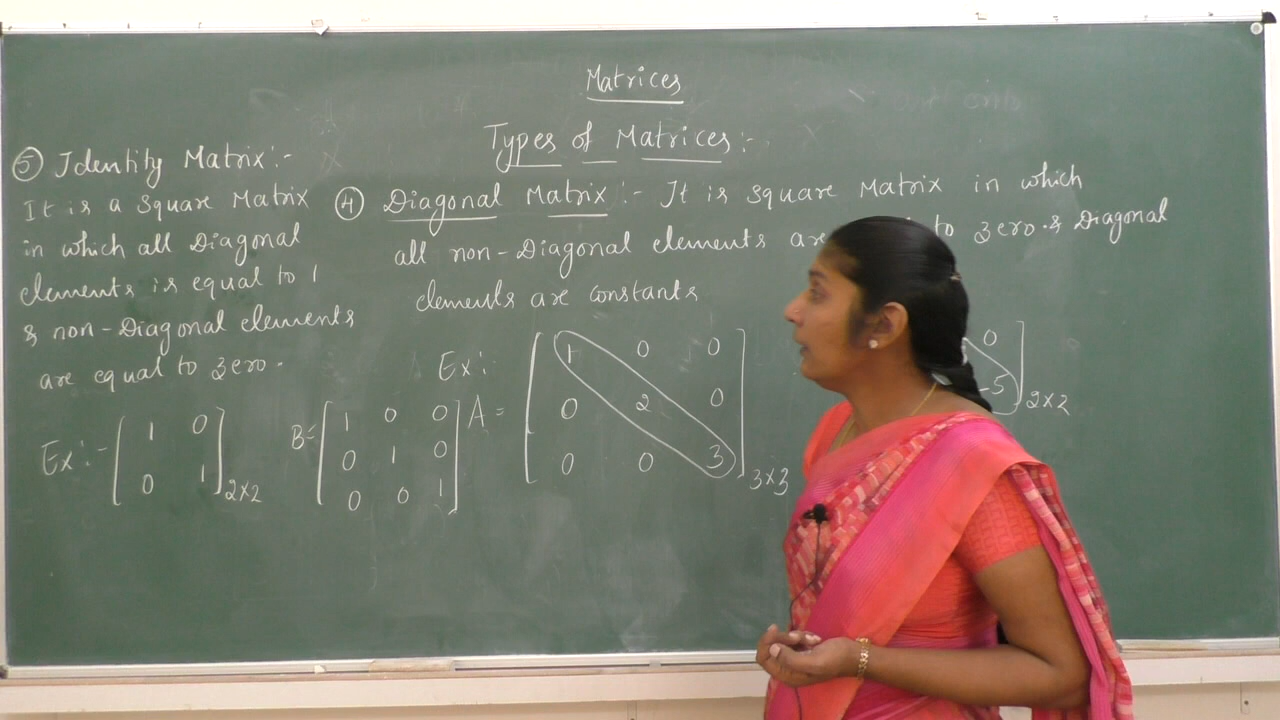 Matrices
Types of Matrices:-
⑤ Identity Matrix:-
It is a Square Matrix
in which all Diagonal
elements is equal to 1
& non-Diagonal elements
are equal to zero.
Ex:- [ 1 0
0 1 ]2x2
B= [ 1 0 0
0 1 0
0 0 1 ]
④ Diagonal Matrix:- It is square Matrix in which
all non-Diagonal elements are to zero. & Diagonal
elements are constants
Ex:-
A= [ 1 0 0
0 2 0
0 0 3 ]3x3
0
-5 ]2x2